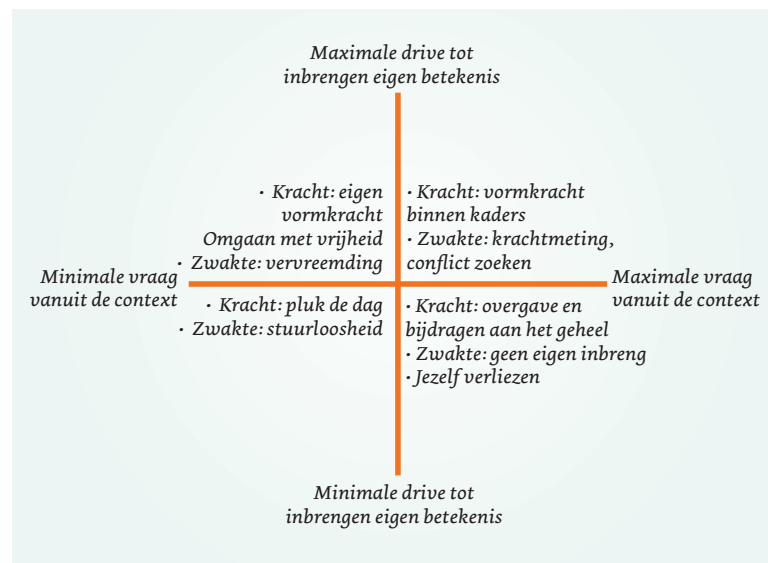 Maximale drive tot
inbrengen eigen betekenis
· Kracht: eigen
vormkracht
Omgaan met vrijheid
· Zwakte: vervreemding
· Kracht: vormkracht
binnen kaders
· Zwakte: krachtmeting,
conflict zoeken
Minimale vraag
vanuit de context
Maximale vraag
vanuit de context
· Kracht: pluk de dag
· Zwakte: stuurloosheid
· Kracht: overgave en
bijdragen aan het geheel
· Zwakte: geen eigen inbreng
· Jezelf verliezen
Minimale drive tot
inbrengen eigen betekenis